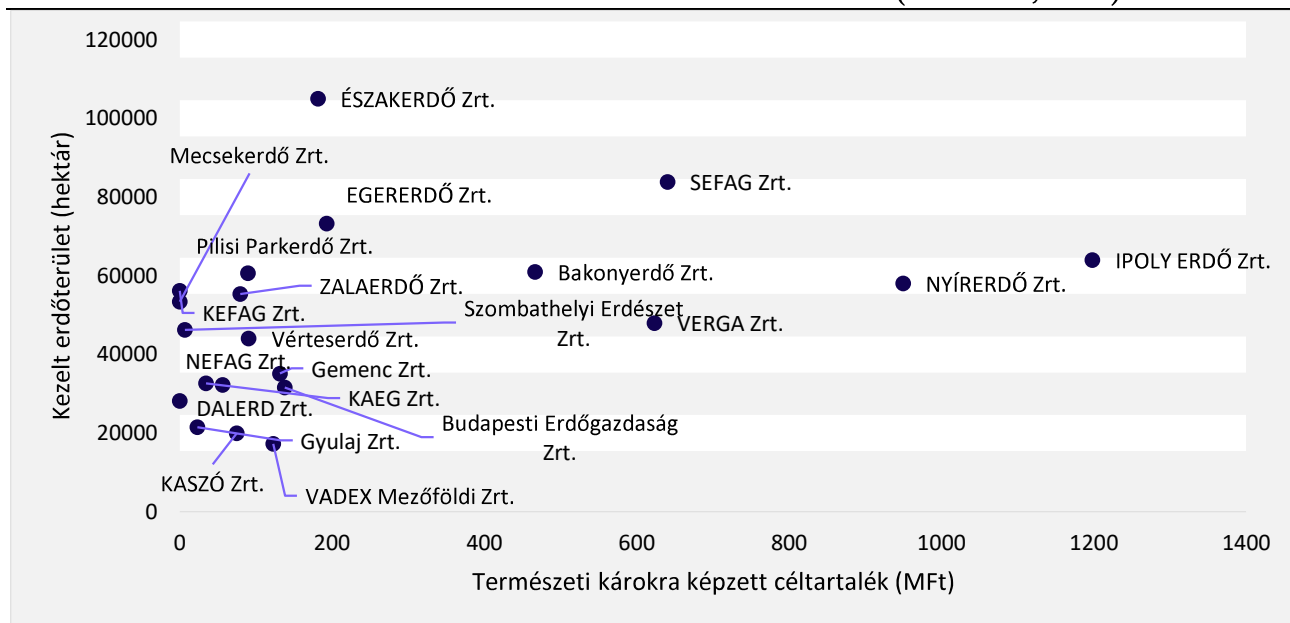 120000
ÉSZAKERDŐ Zrt.
100000
Mecsekerdő Zrt.
SEFAG Zrt.
80000
EGERERDŐ Zrt.
Pilisi Parkerdő Zrt.
IPOLY ERDŐ Zrt.
60000
Bakonyerdő Zrt.
NYÍRERDŐ Zrt.
ZALAERDŐ Zrt.
KEFAG Zrt.
Szombathelyi Erdészet
Zrt.
VERGA Zrt.
Vérteserdő Zrt.
40000
NEFAG Zrt.
Gemenc Zrt.
KAEG Zrt.
DALERD Zrt.
Budapesti Erdőgazdaság
Zrt.
20000
Gyulaj Zrt.
KASZÓ Zrt.
VADEX Mezőföldi Zrt.
0
Kezelt erdőterület (hektár)
0 200 400 600 800 1000 1200 1400
Természeti károkra képzett céltartalék (MFt)